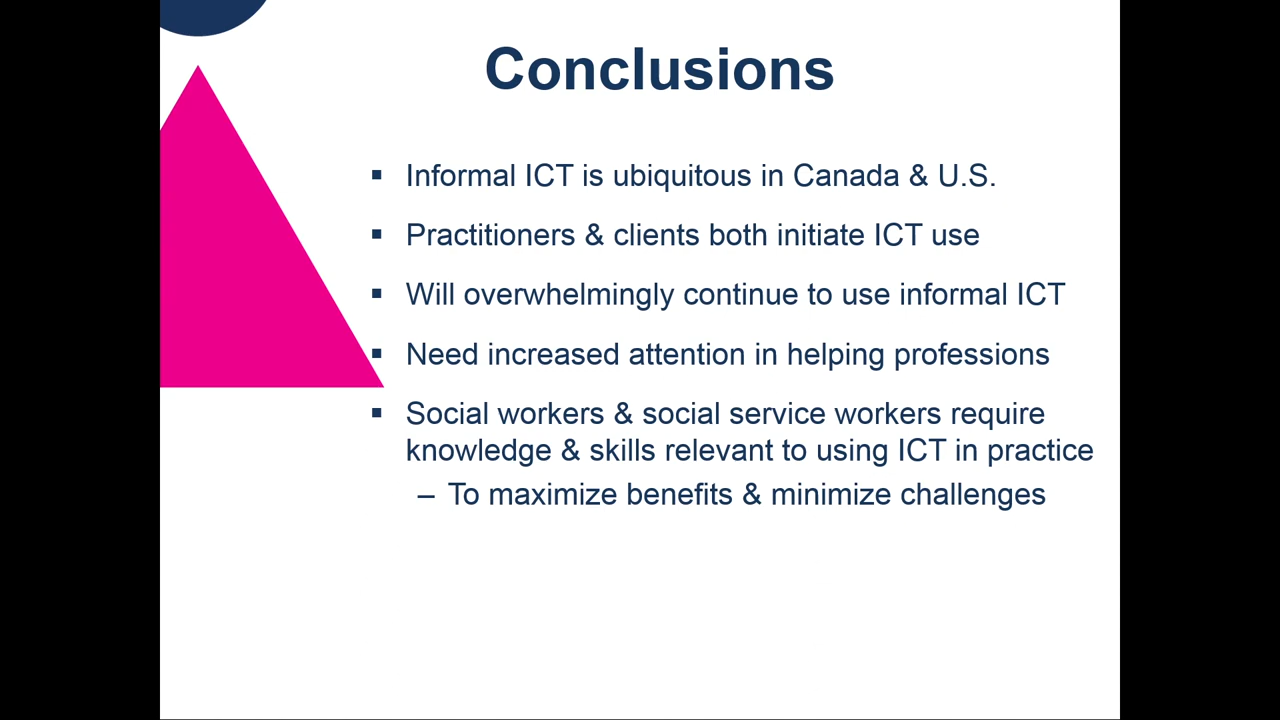 Conclusions
▪ Informal ICT is ubiquitous in Canada & U.S.
▪ Practitioners & clients both initiate ICT use
▪ Will overwhelmingly continue to use informal ICT
▪ Need increased attention in helping professions
▪ Social workers & social service workers require
knowledge & skills relevant to using ICT in practice
– To maximize benefits & minimize challenges